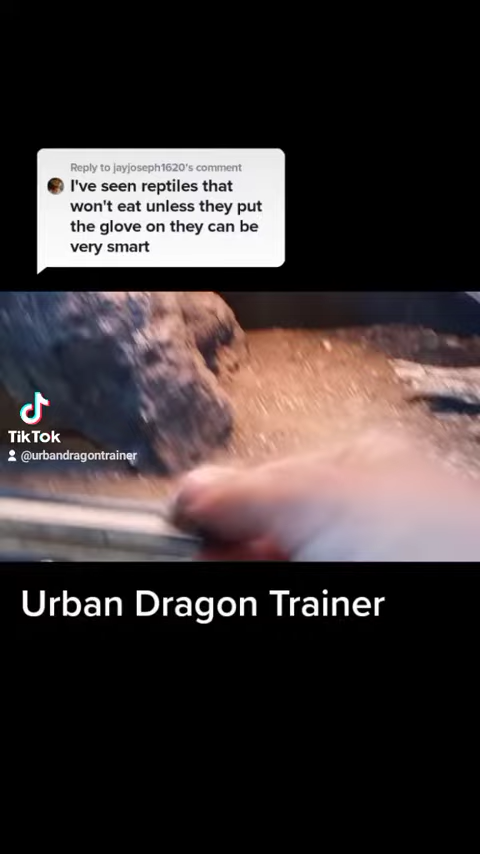 Reply to jayjoseph1620's comment
I've seen reptiles that
won't eat unless they put
the glove on they can be
very smart
TikTok
@urbandragontrainer
Urban Dragon Trainer